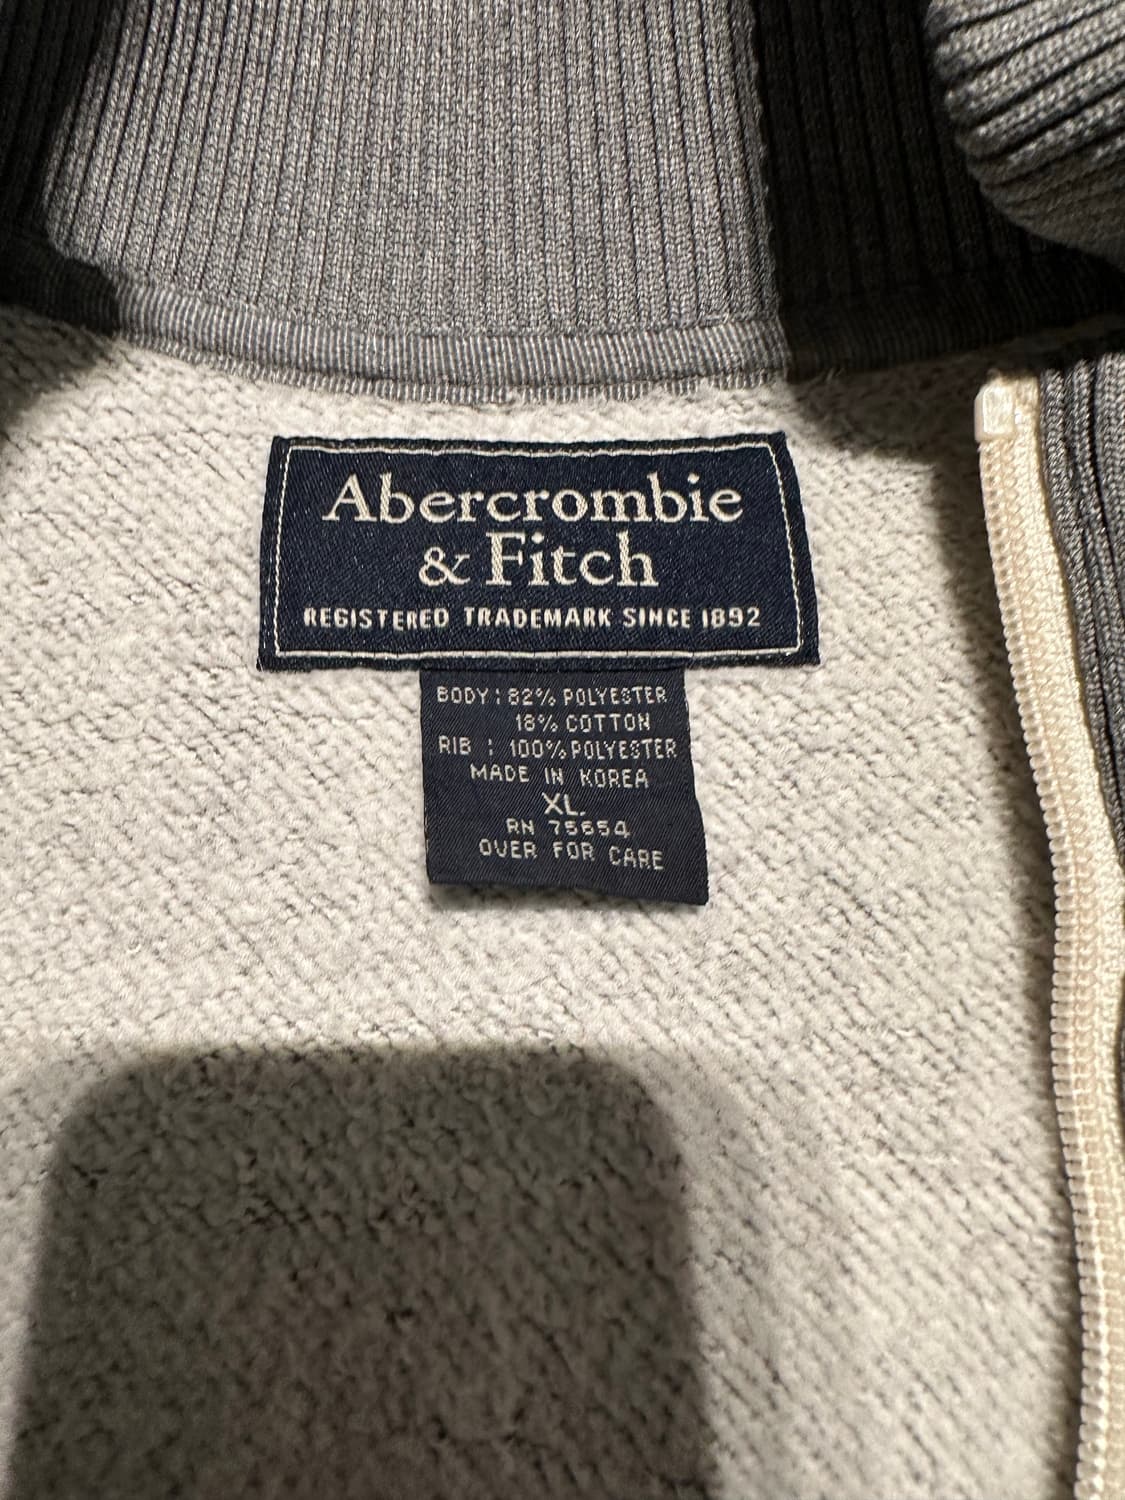 Abercrombie
& Fitch
REGISTERED TRADEMARK SINCE 1892
BODY : 82% POLYESTER
18% COTTON
RIB : 100% POLYESTER
MADE IN KOREA
XL.
RN 75654
OVER FOR CARE